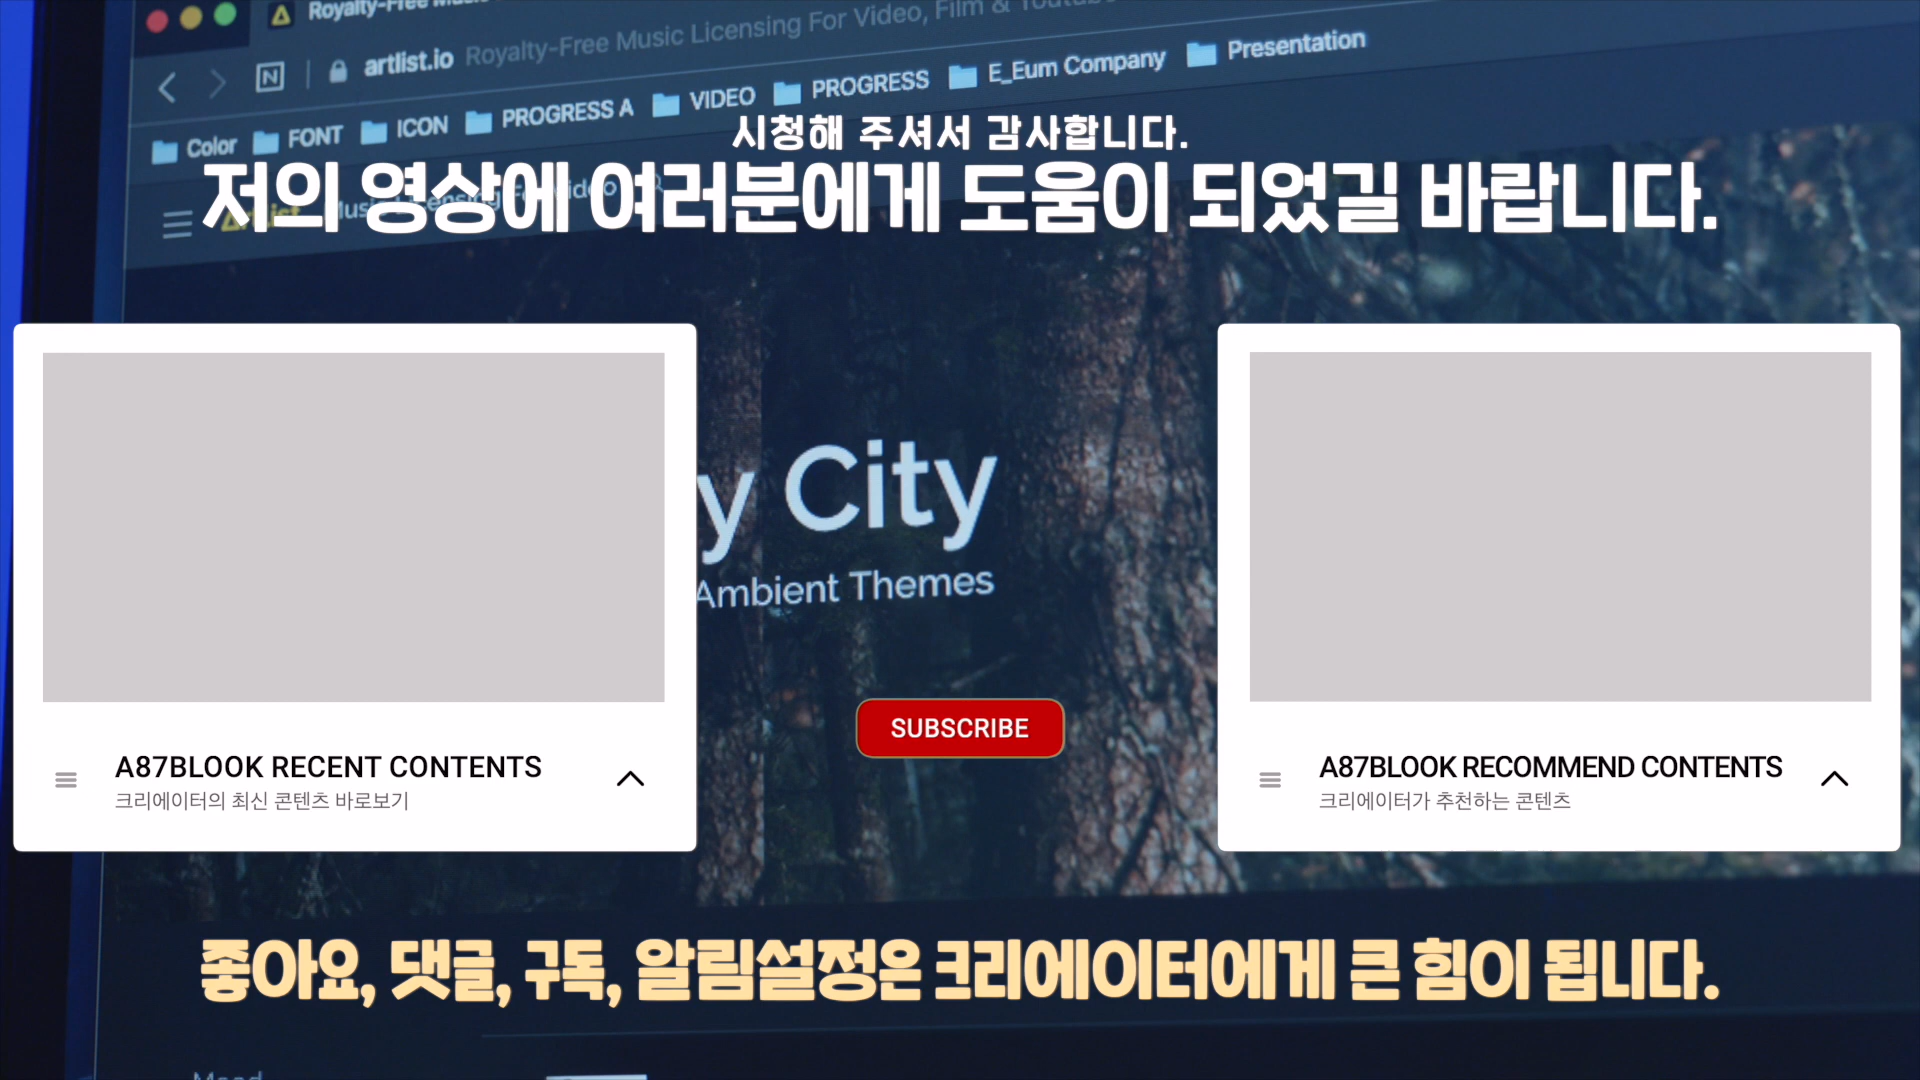 Royalty-Free
artlist.io Royalty-Free Music Licensing For Video, Film & Youtube
Color FONT ICON PROGRESS A VIDEO PROGRESS E_Eum Company Presentation
시청해 주셔서 감사합니다.
저의 영상에 여러분에게 도움이 되었길 바랍니다.
y City
Ambient Themes
SUBSCRIBE
A87BLOOK RECENT CONTENTS
크리에이터의 최신 콘텐츠 바로보기
A87BLOOK RECOMMEND CONTENTS
크리에이터가 추천하는 콘텐츠
좋아요, 댓글, 구독, 알림설정은 크리에이터에게 큰 힘이 됩니다.